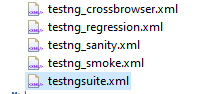 testng_crossbrowser.xml
testng_regression.xml
testng_sanity.xml
testng_smoke.xml
testngsuite.xml